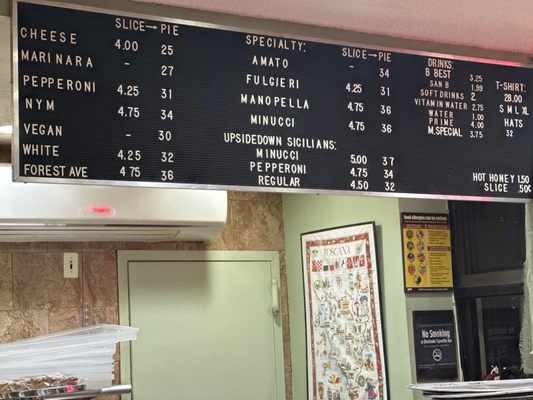 SLICE→PIE
CHEESE 4.00 25
MARINARA - 27
PEPPERONI 4.25 31
NYM 4.75 34
VEGAN - 30
WHITE 4.25 32
FOREST AVE 4.75 36
SPECIALTY: SLICE→PIE
AMATO - 34
FULGIERI 4.25 31
MANOPELLA 4.75 36
MINUCCI 4.75 36
UPSIDEDOWN SICILIANS:
MINUCCI 5.00 37
PEPPERONI 4.75 34
REGULAR 4.50 32
DRINKS:
B BEST 3.25
SAN B 1.99
SOFT DRINKS 2.
VITAMIN WATER 2.75
WATER 1.00
PRIME 4.00
M.SPECIAL 3.75
T-SHIRT:
28.00
S M L XL
HATS
32
HOT HONEY 1.50
SLICE .50¢
TOSCANA
No Smoking